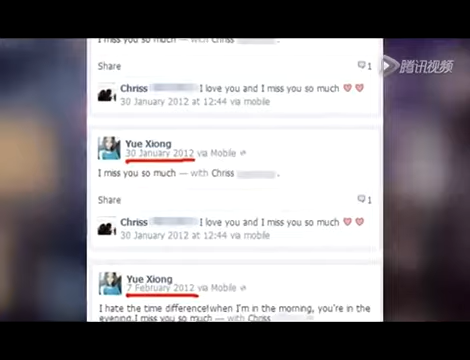 I miss you so much — with Chriss
腾讯视频
Share
1
Chriss I love you and I miss you so much
30 January 2012 at 12:44 via mobile
Yue Xiong
30 January 2012 via Mobile
I miss you so much — with Chriss .
Share
1
Chriss I love you and I miss you so much
30 January 2012 at 12:44 via mobile
Yue Xiong
7 February 2012 via Mobile
I hate the time difference!when I'm in the morning, you're in the
evening.I miss you so much — with Chriss